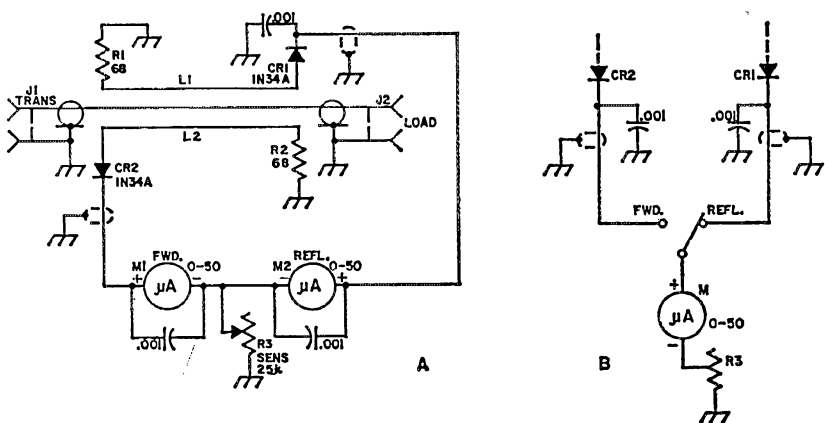 .001
R1
68
CR1
1N34A
L1
J1
TRANS
J2
LOAD
L2
CR2
1N34A
R2
68
FWD.
M1
0-50
+
-
μA
REFL.
M2
0-50
-
+
μA
.001
R3
SENS
25k
.001
A
CR2
CR1
.001
.001
FWD.
REFL.
+
M
μA
0-50
-
B
R3